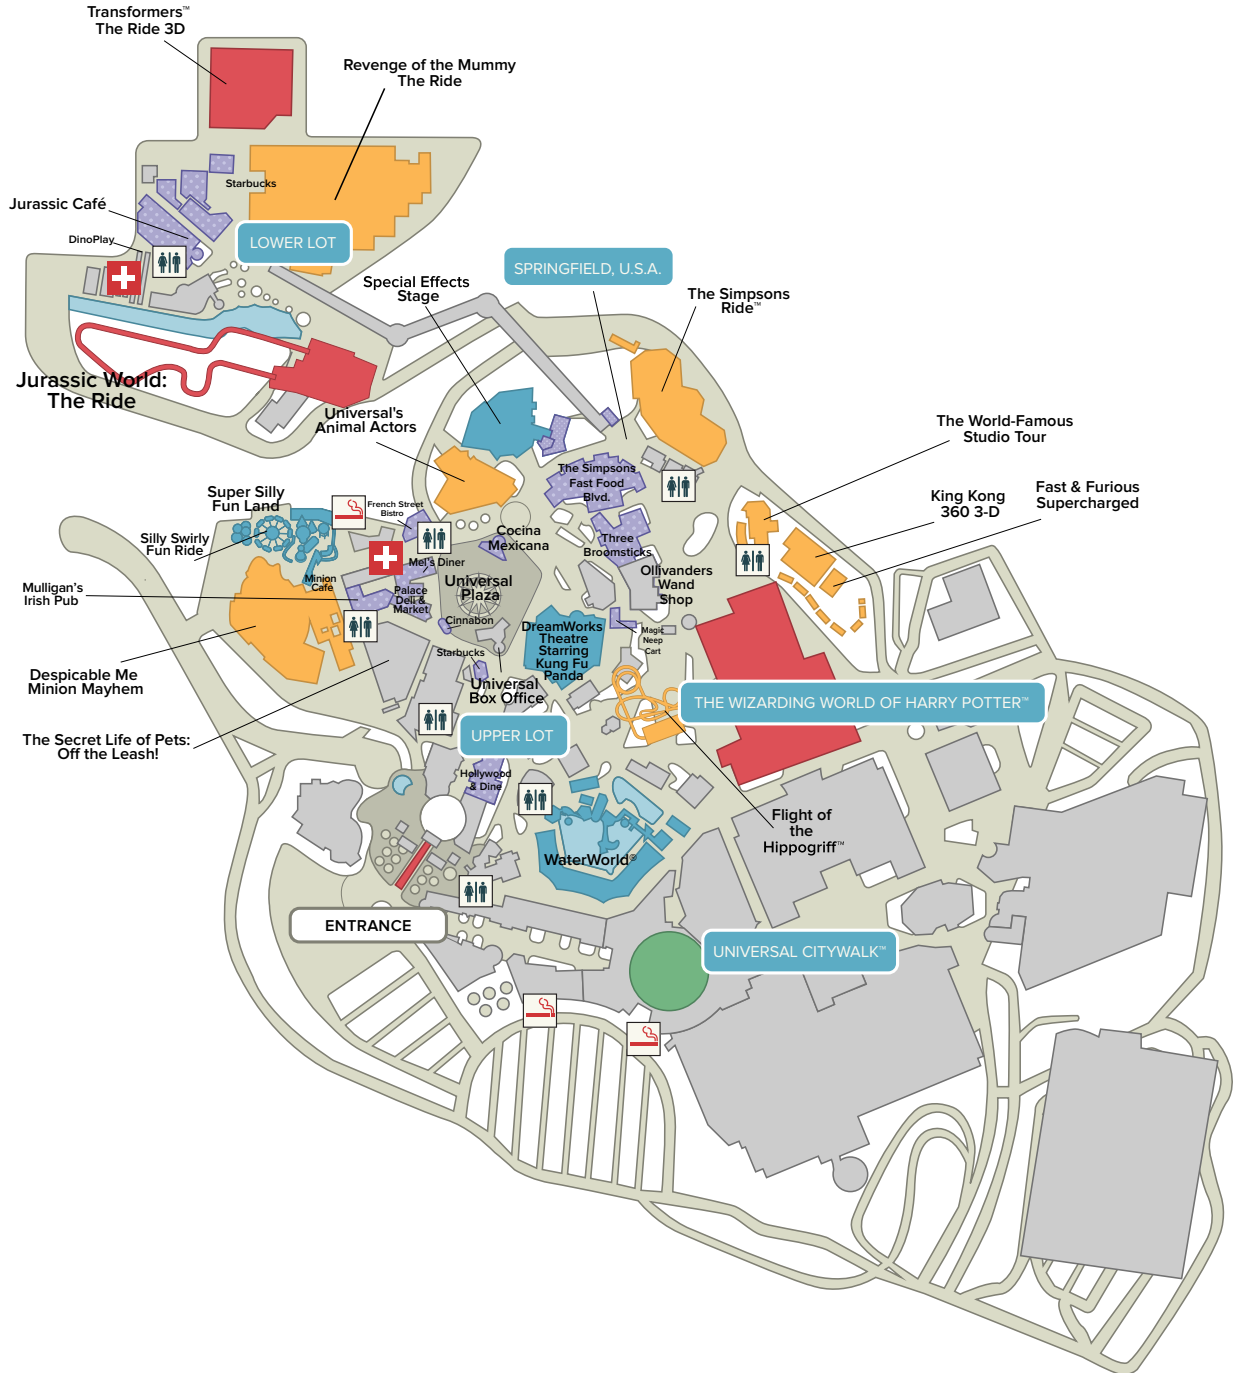 Transformers™
The Ride 3D
Revenge of the Mummy
The Ride
Starbucks
Jurassic Café
DinoPlay
LOWER LOT
SPRINGFIELD, U.S.A.
Special Effects
Stage
The Simpsons
Ride™
Jurassic World:
The Ride
Universal's
Animal Actors
The World-Famous
Studio Tour
The Simpsons
Fast Food
Blvd.
Super Silly
Fun Land
French Street
Bistro
King Kong
360 3-D
Fast & Furious
Supercharged
Silly Swirly
Fun Ride
Cocina
Mexicana
Three
Broomsticks
Mel's Diner
Minion
Café
Universal
Plaza
Ollivanders
Wand
Shop
Mulligan's
Irish Pub
Palace
Deli &
Market
Cinnabon
DreamWorks
Theatre
Starring
Kung Fu
Panda
Magic
Neep
Cart
Starbucks
Despicable Me
Minion Mayhem
Universal
Box Office
THE WIZARDING WORLD OF HARRY POTTER™
The Secret Life of Pets:
Off the Leash!
UPPER LOT
Hollywood
& Dine
Flight of
the
Hippogriff™
WaterWorld®
ENTRANCE
UNIVERSAL CITYWALK™